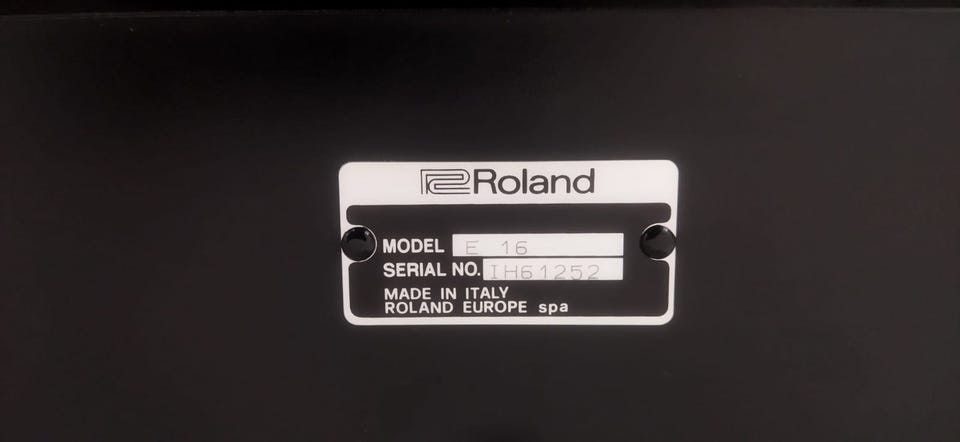 Roland
MODEL E 16
SERIAL NO. IH61252
MADE IN ITALY
ROLAND EUROPE spa